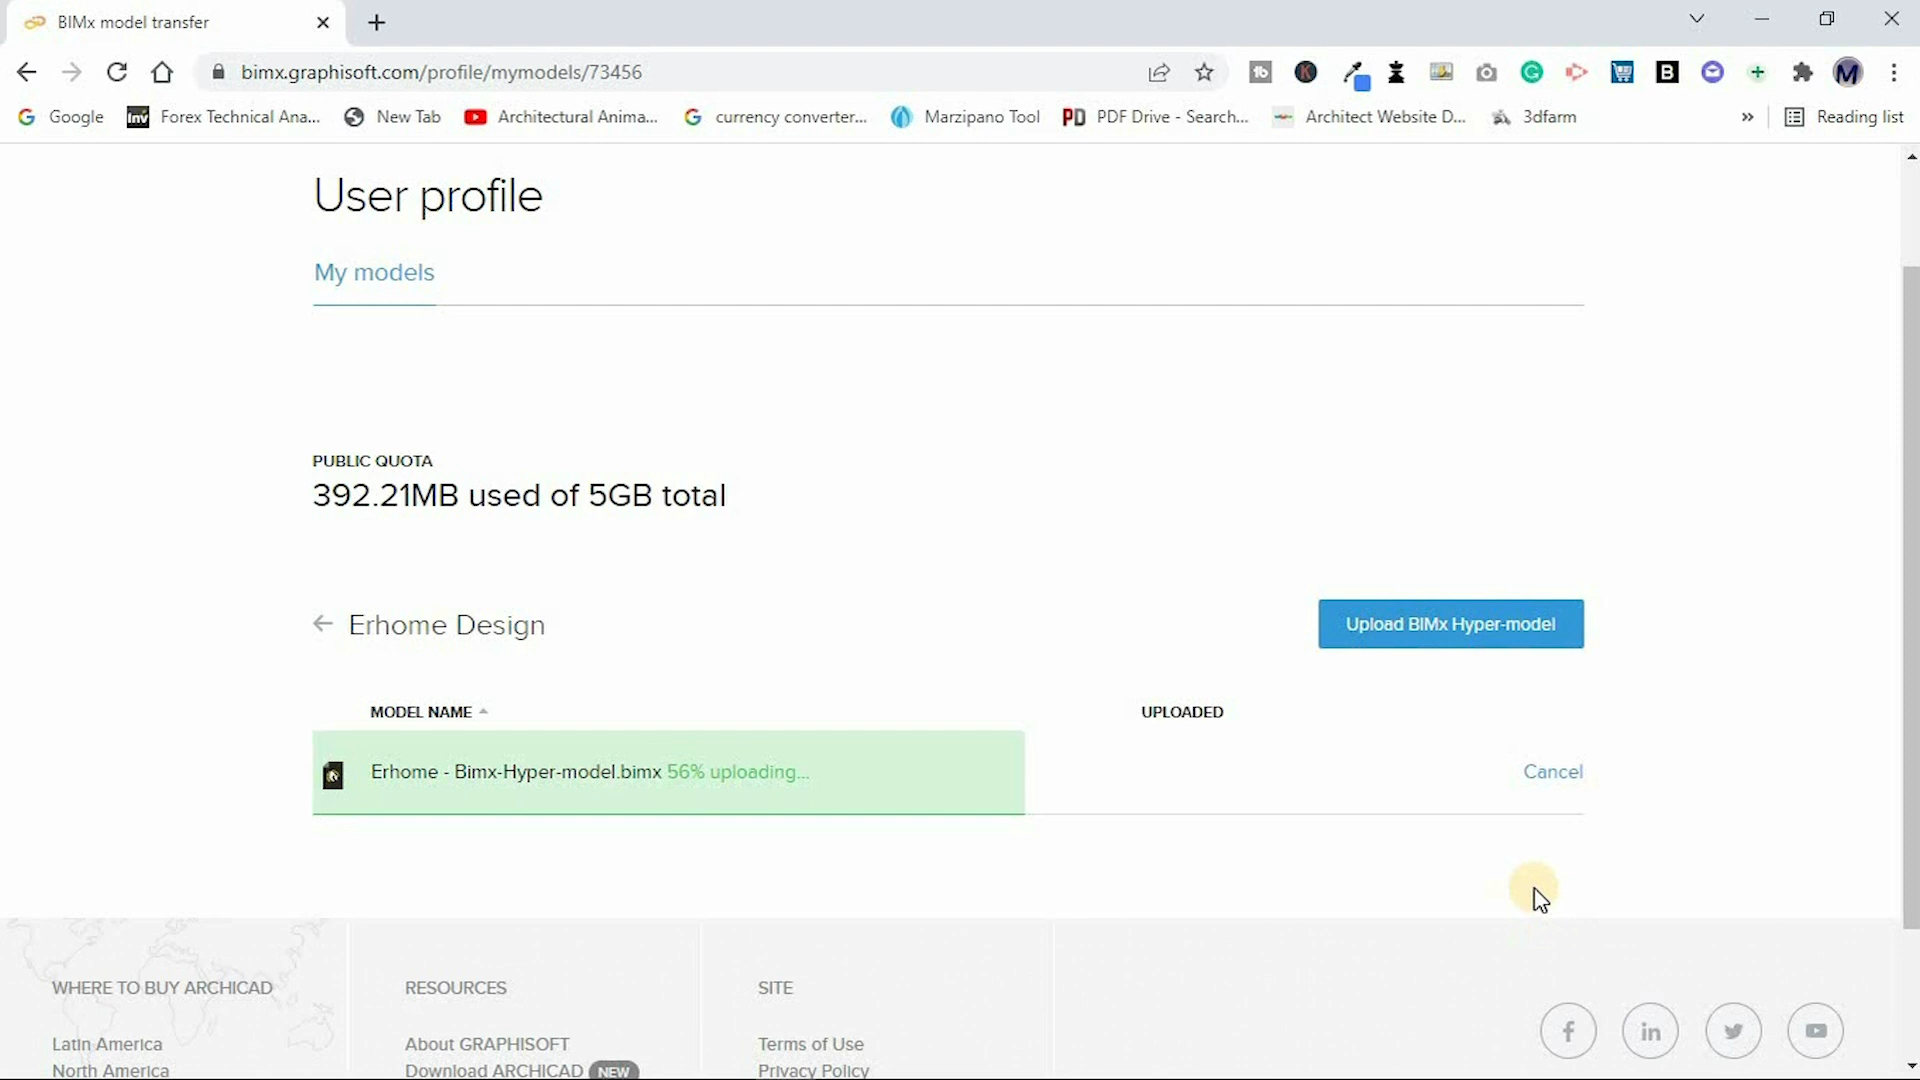 BIMx model transfer
bimx.graphisoft.com/profile/mymodels/73456
Google
Forex Technical Ana...
New Tab
Architectural Anima...
currency converter...
Marzipano Tool
PDF Drive - Search...
Architect Website D...
3dfarm
Reading list
User profile
My models
PUBLIC QUOTA
392.21MB used of 5GB total
Erhome Design
Upload BIMx Hyper-model
MODEL NAME
UPLOADED
Erhome - Bimx-Hyper-model.bimx 56% uploading...
Cancel
WHERE TO BUY ARCHICAD
RESOURCES
SITE
Latin America
About GRAPHISOFT
Terms of Use
North America
Download ARCHICAD NEW
Privacy Policy